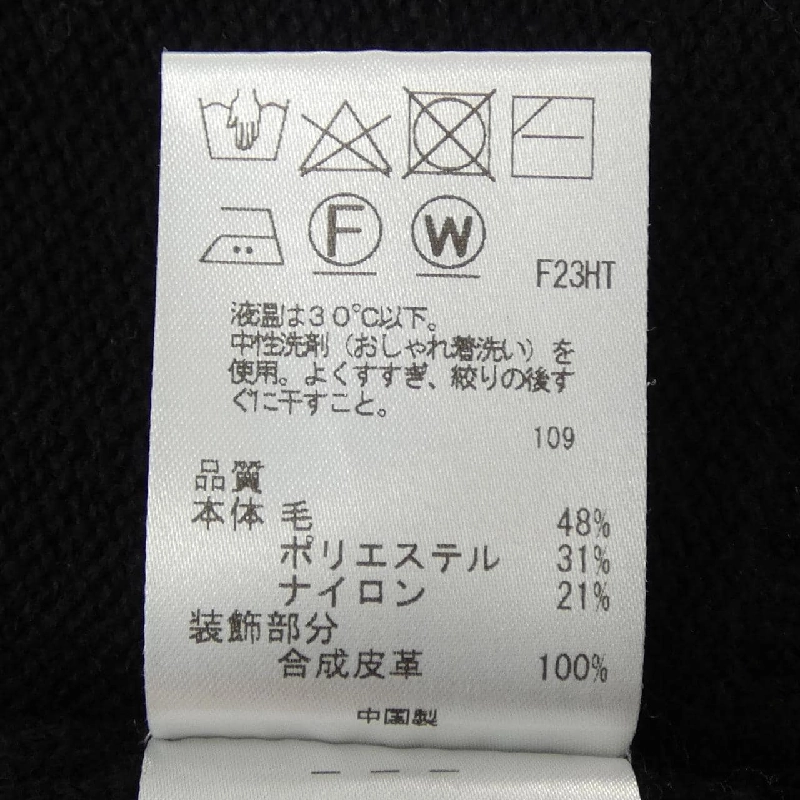 F
W
F23HT
液温は30℃以下。
中性洗剤（おしゃれ着洗い）を
使用。よくすすぎ、絞りの後す
ぐに干すこと。
109
品質
本体 毛 48%
ポリエステル 31%
ナイロン 21%
装飾部分
合成皮革 100%
中国製